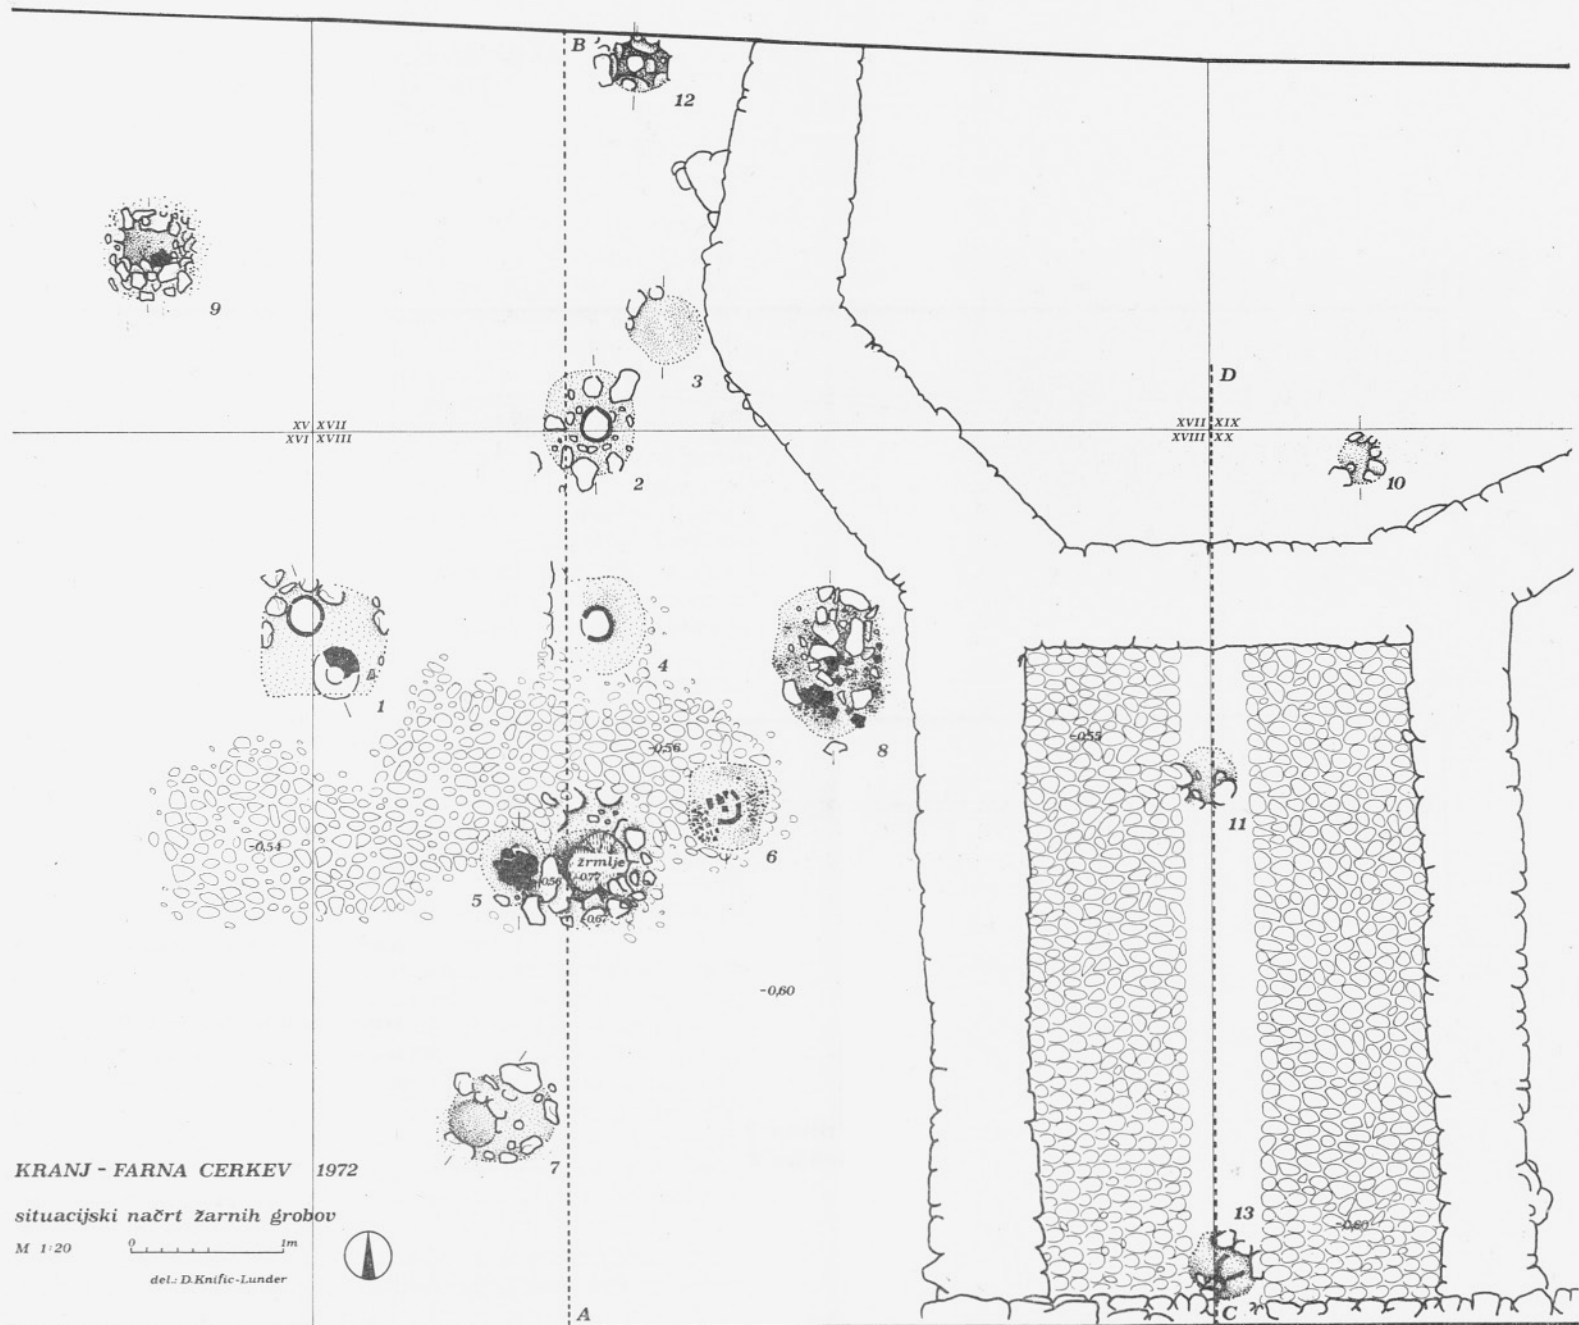 B
12
9
3
D
XV XVII
XVI XVIII
XVII XIX
XVIII XX
2
10
1
4
8
-0,56
-0,55
11
-0,54
6
žrmlje
-0,56
-0,77
5
-0,67
-0,60
7
KRANJ - FARNA CERKEV 1972
situacijski načrt žarnih grobov
M 1:20
0 1m
del.: D.Knific-Lunder
13
-0,60
A
C